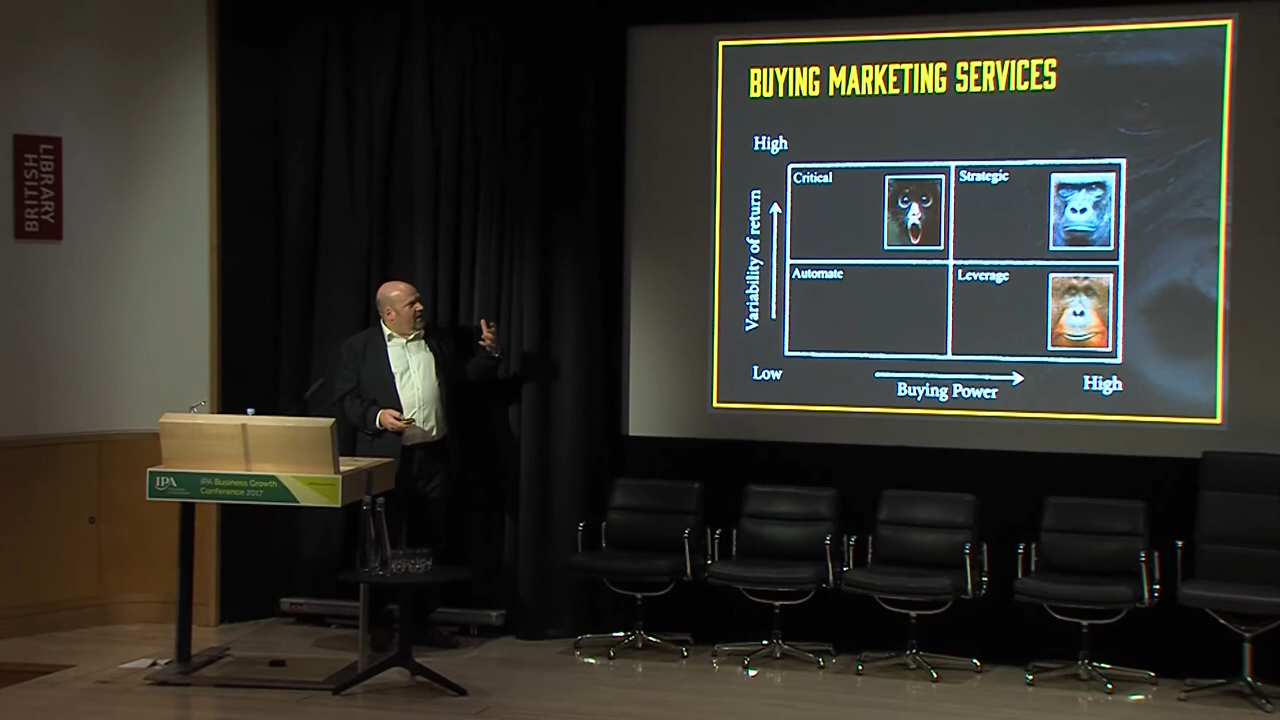 BUYING MARKETING SERVICES
High
Critical
Strategic
Variability of return
Automate
Leverage
Low
Buying Power
High
BRITISH
LIBRARY
IPA
IPA Business Growth
Conference 2017